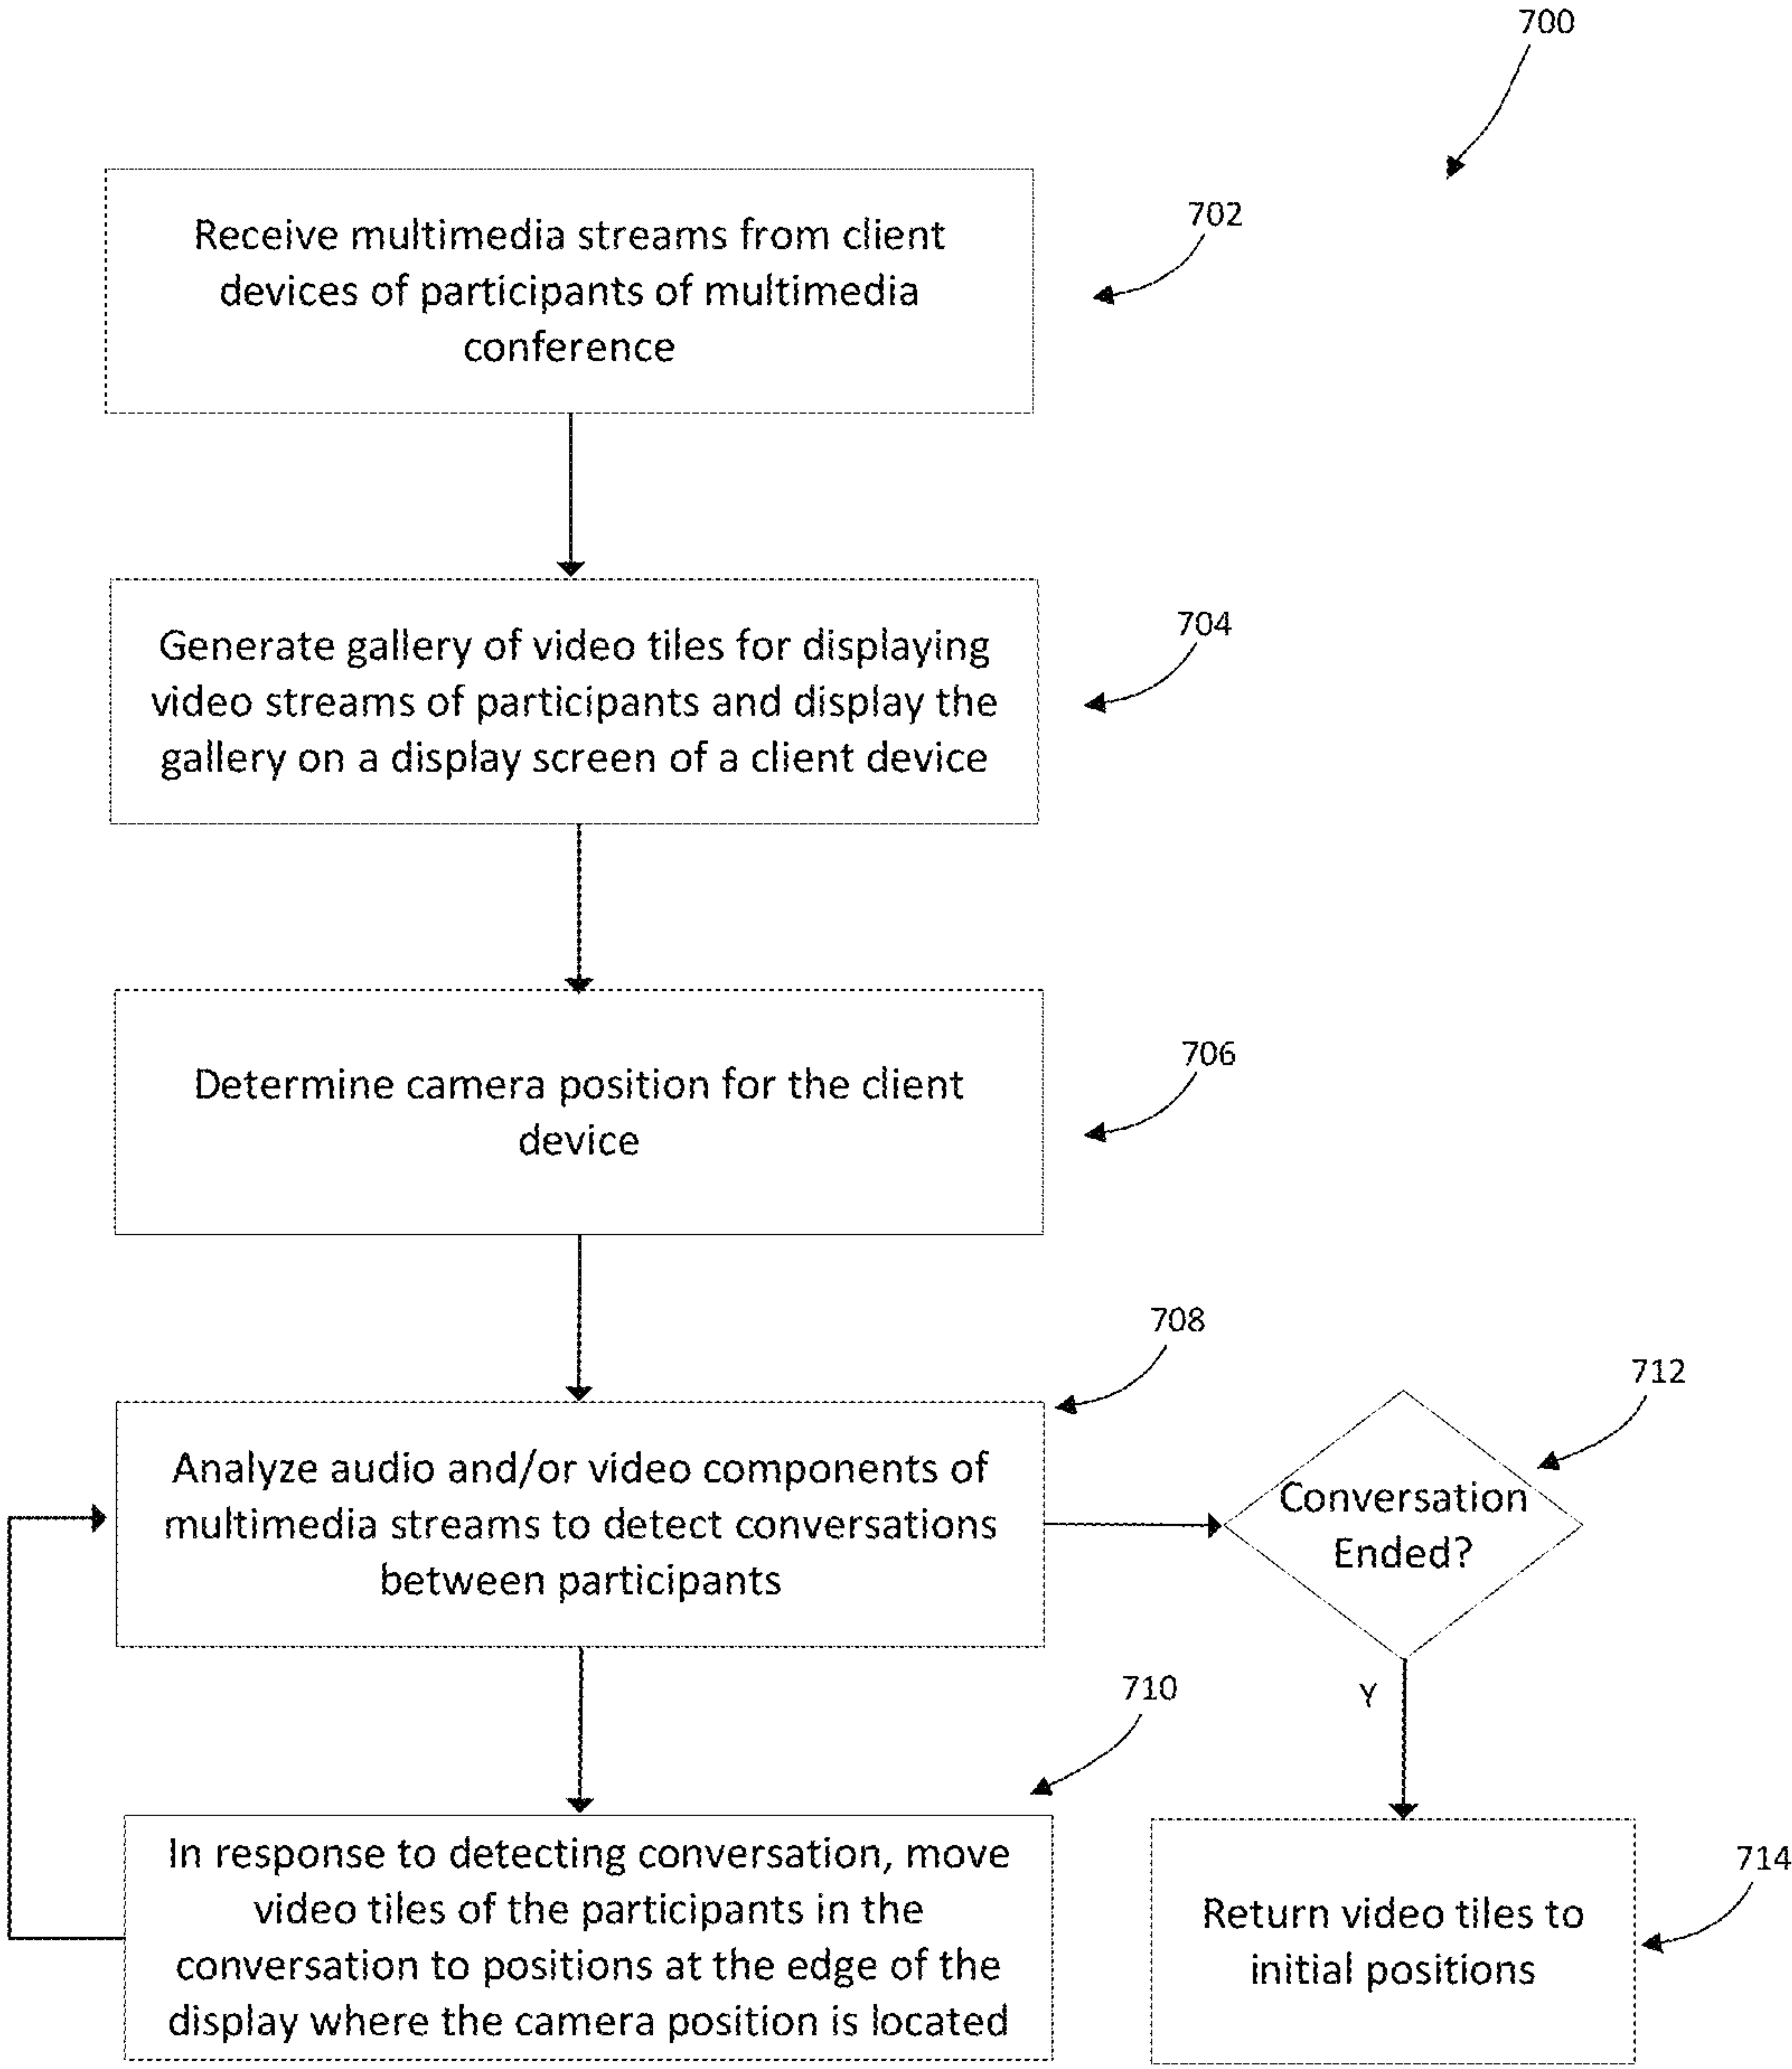 700
Receive multimedia streams from client
devices of participants of multimedia
conference
702
Generate gallery of video tiles for displaying
video streams of participants and display the
gallery on a display screen of a client device
704
Determine camera position for the client
device
706
Analyze audio and/or video components of
multimedia streams to detect conversations
between participants
708
Conversation
Ended?
712
Y
In response to detecting conversation, move
video tiles of the participants in the
conversation to positions at the edge of the
display where the camera position is located
710
Return video tiles to
initial positions
714